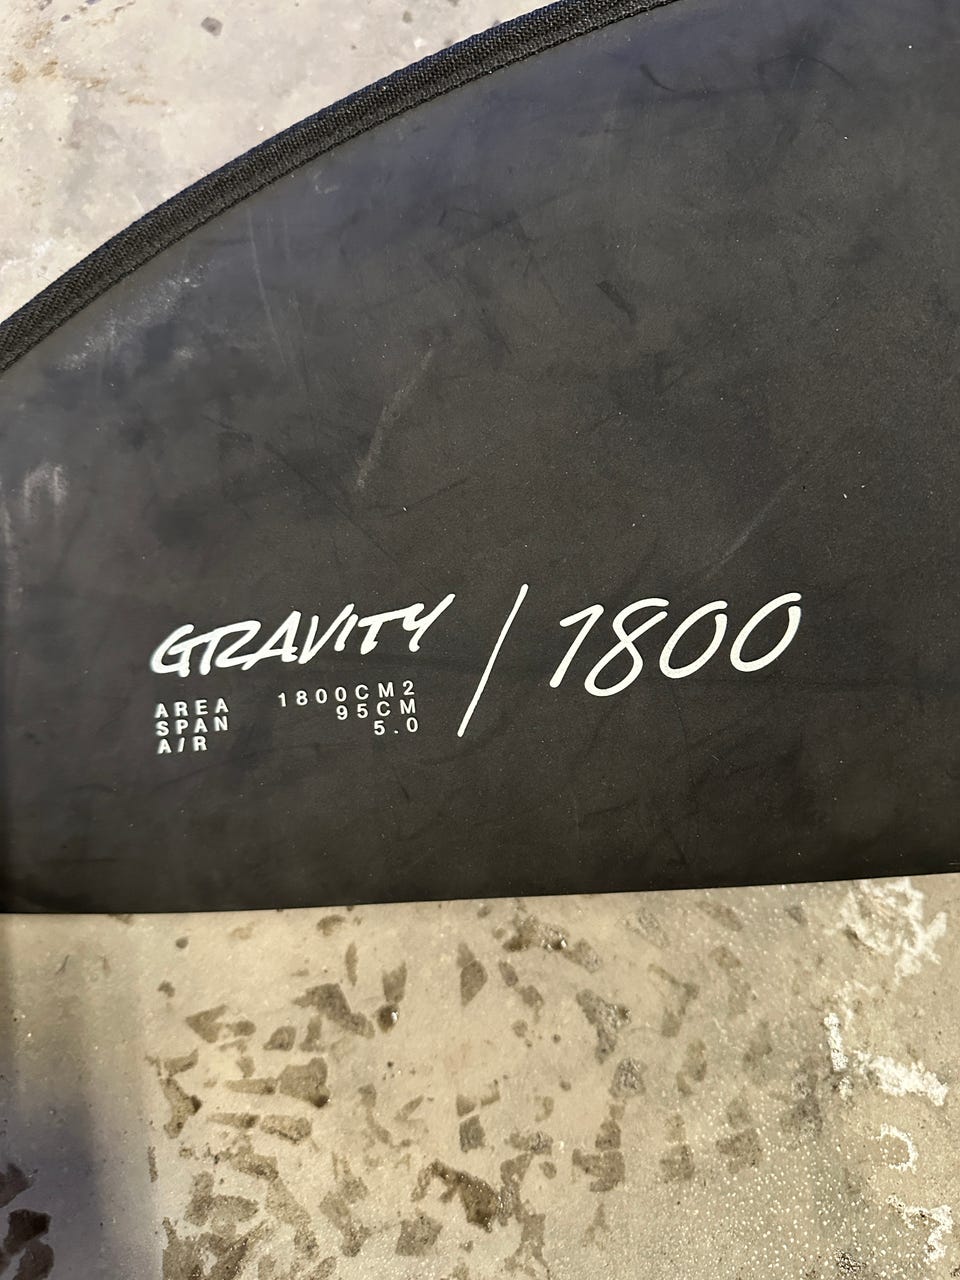 GRAVITY / 1800
AREA 1800CM2
SPAN 95CM
A/R 5.0